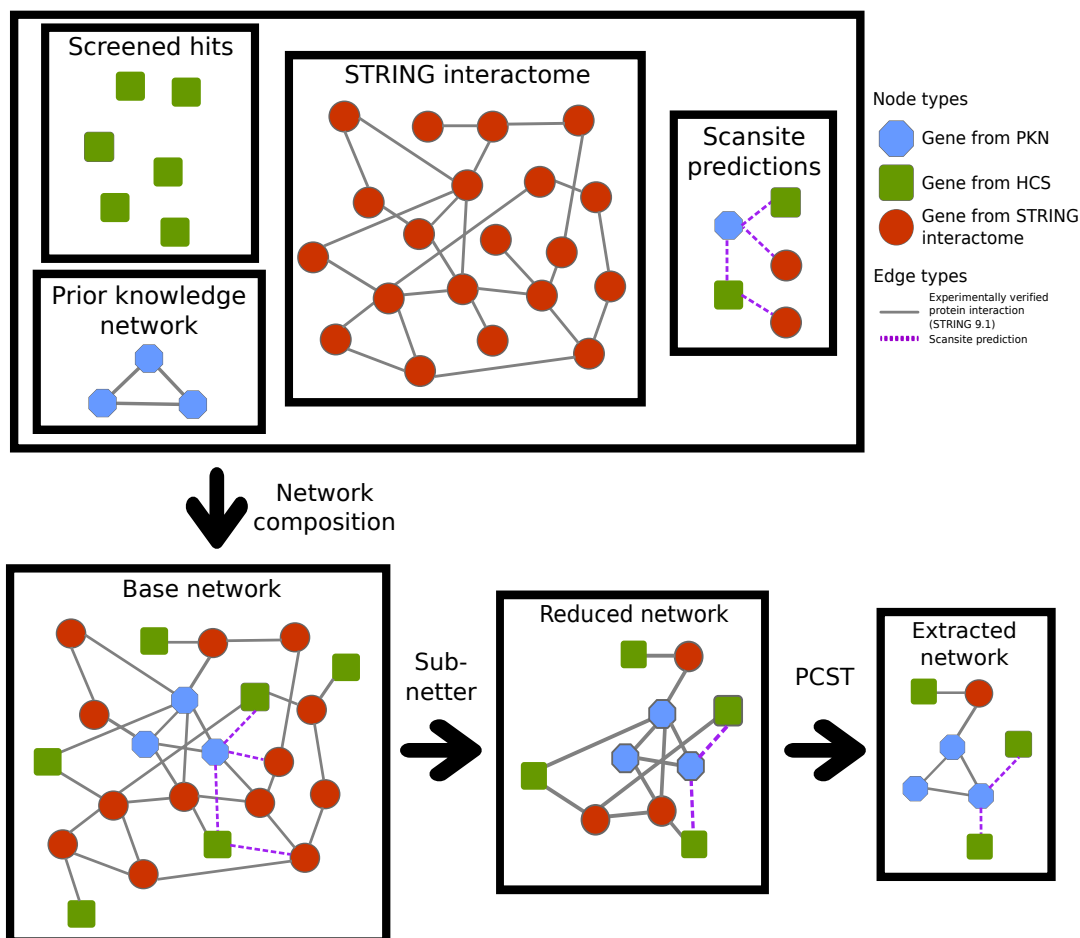 Screened hits
STRING interactome
Scansite
predictions
Prior knowledge
network
Node types
Gene from PKN
Gene from HCS
Gene from STRING
interactome
Edge types
Experimentally verified
protein interaction
(STRING 9.1)
Scansite prediction
Network
composition
Base network
Sub-
netter
Reduced network
PCST
Extracted
network